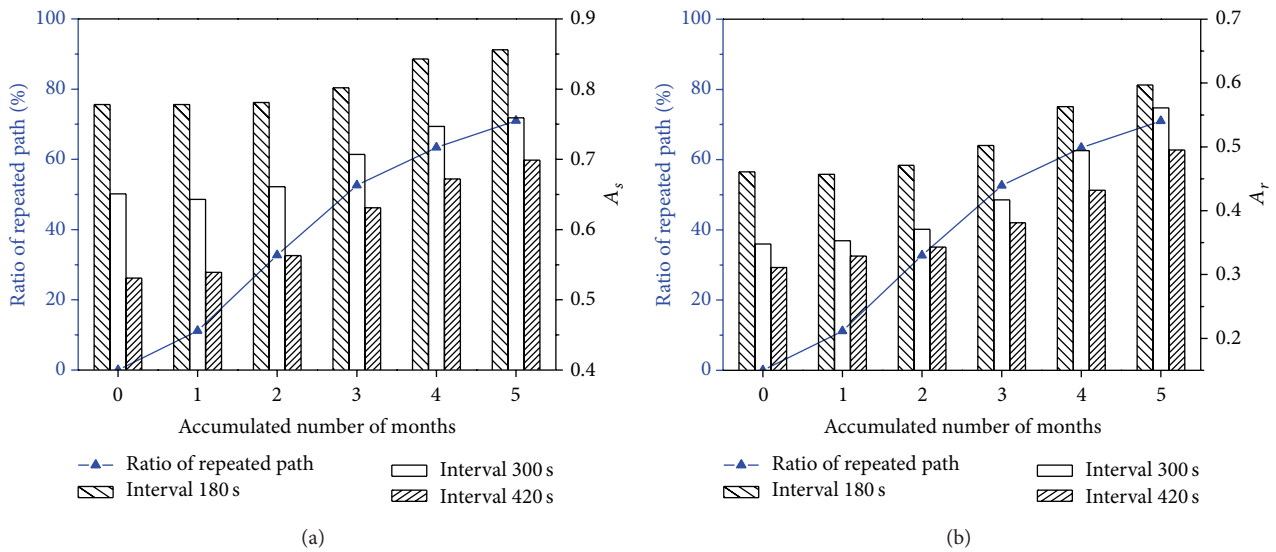 100
80
60
40
20
0
Ratio of repeated path (%)
0.9
0.8
0.7
0.6
0.5
0.4
A_s
0 1 2 3 4 5
Accumulated number of months
Ratio of repeated path
Interval 180 s
Interval 300 s
Interval 420 s
(a)
100
80
60
40
20
0
Ratio of repeated path (%)
0.7
0.6
0.5
0.4
0.3
0.2
A_r
0 1 2 3 4 5
Accumulated number of months
Ratio of repeated path
Interval 180 s
Interval 300 s
Interval 420 s
(b)